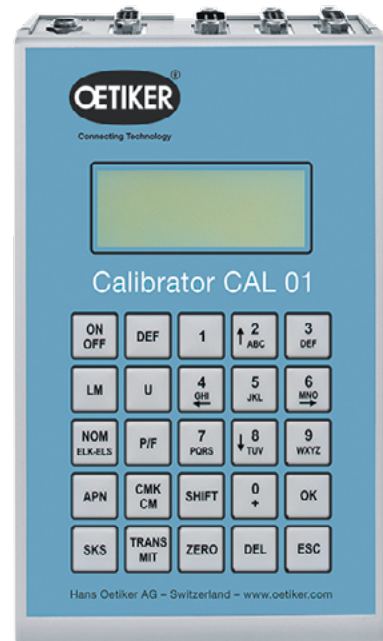 OETIKER®
Connecting Technology
Calibrator CAL 01
ON OFF DEF 1 ↑ 2 ABC 3 DEF
LM U 4 GHI ← 5 JKL 6 MNO →
NOM ELK-ELS P/F 7 PQRS ↓ 8 TUV 9 WXYZ
APN CMK CM SHIFT 0 + OK
SKS TRANS MIT ZERO DEL ESC
Hans Oetiker AG – Switzerland – www.oetiker.com